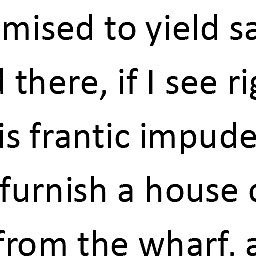 mised to yield sa
there, if I see rig
is frantic impude
furnish a house
from the wharf, a